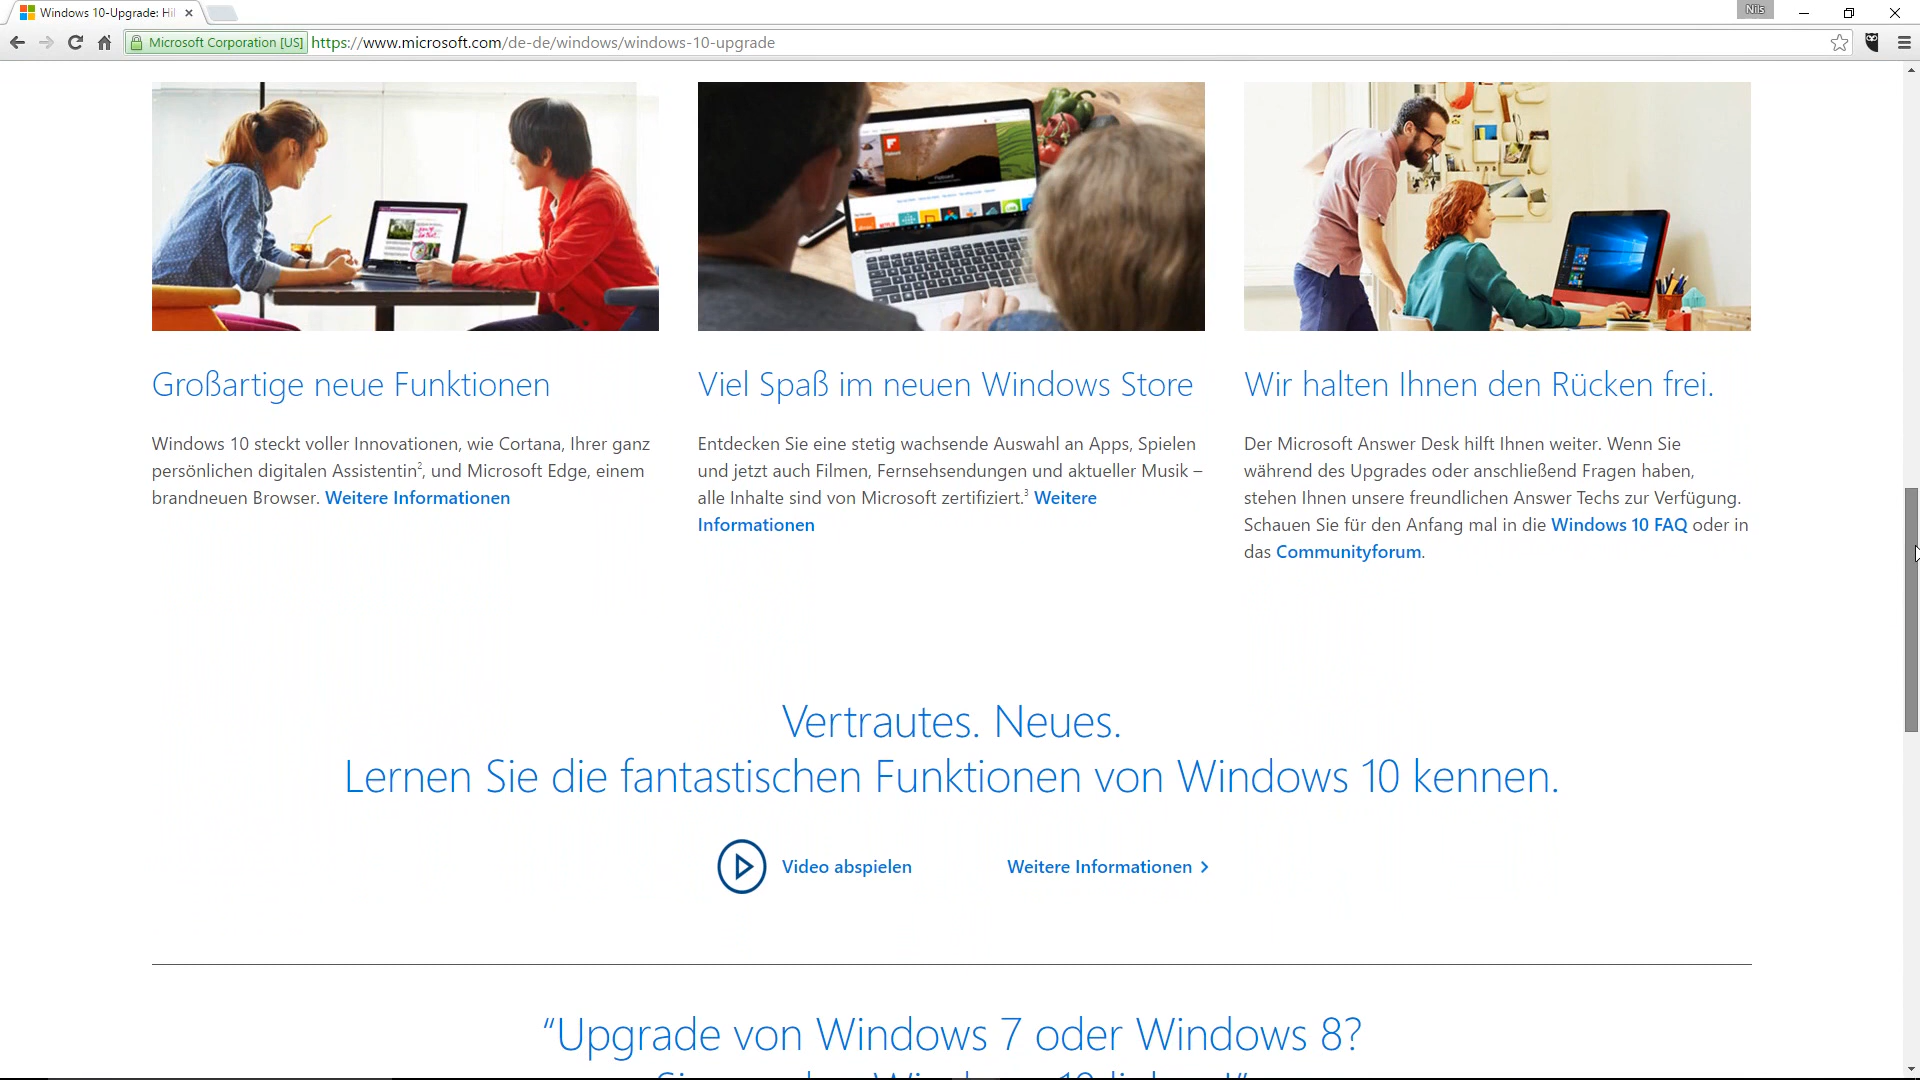 Windows 10-Upgrade: Hi
Nils
Microsoft Corporation [US] https://www.microsoft.com/de-de/windows/windows-10-upgrade
Großartige neue Funktionen
Windows 10 steckt voller Innovationen, wie Cortana, Ihrer ganz
persönlichen digitalen Assistentin², und Microsoft Edge, einem
brandneuen Browser. Weitere Informationen
Viel Spaß im neuen Windows Store
Entdecken Sie eine stetig wachsende Auswahl an Apps, Spielen
und jetzt auch Filmen, Fernsehsendungen und aktueller Musik –
alle Inhalte sind von Microsoft zertifiziert.³ Weitere
Informationen
Wir halten Ihnen den Rücken frei.
Der Microsoft Answer Desk hilft Ihnen weiter. Wenn Sie
während des Upgrades oder anschließend Fragen haben,
stehen Ihnen unsere freundlichen Answer Techs zur Verfügung.
Schauen Sie für den Anfang mal in die Windows 10 FAQ oder in
das Communityforum.
Vertrautes. Neues.
Lernen Sie die fantastischen Funktionen von Windows 10 kennen.
Video abspielen
Weitere Informationen >
“Upgrade von Windows 7 oder Windows 8?